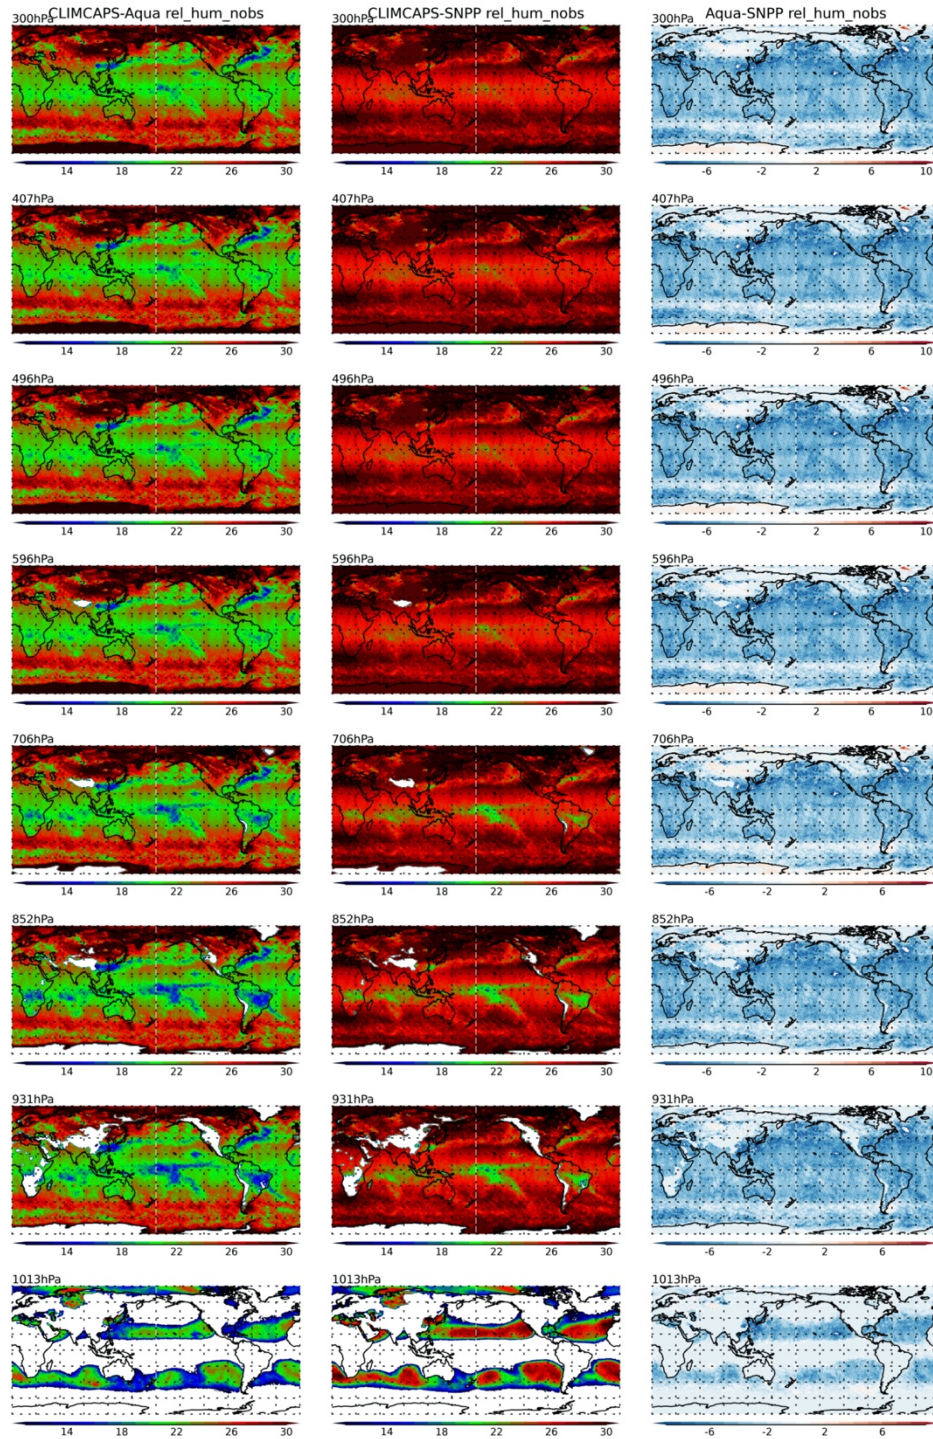 CLIMCAPS-Aqua rel_hum_nobs CLIMCAPS-SNPP rel_hum_nobs Aqua-SNPP rel_hum_nobs
300hPa 300hPa 300hPa
14 18 22 26 30 14 18 22 26 30 -6 -2 2 6 10
407hPa 407hPa 407hPa
14 18 22 26 30 14 18 22 26 30 -6 -2 2 6 10
496hPa 496hPa 496hPa
14 18 22 26 30 14 18 22 26 30 -6 -2 2 6 10
596hPa 596hPa 596hPa
14 18 22 26 30 14 18 22 26 30 -6 -2 2 6 10
706hPa 706hPa 706hPa
14 18 22 26 30 14 18 22 26 30 -6 -2 2 6 10
852hPa 852hPa 852hPa
14 18 22 26 30 14 18 22 26 30 -6 -2 2 6 10
931hPa 931hPa 931hPa
14 18 22 26 30 14 18 22 26 30 -6 -2 2 6 10
1013hPa 1013hPa 1013hPa
14 18 22 26 30 14 18 22 26 30 -6 -2 2 6 10